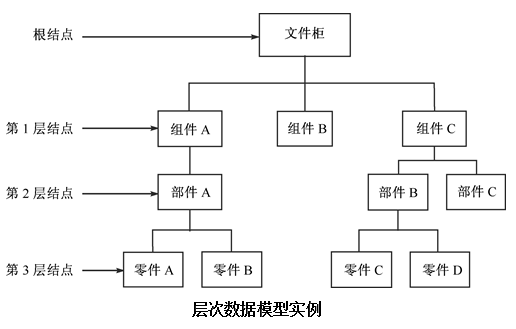 根结点
文件柜
第 1 层结点
组件 A
组件 B
组件 C
第 2 层结点
部件 A
部件 B
部件 C
第 3 层结点
零件 A
零件 B
零件 C
零件 D
层次数据模型实例